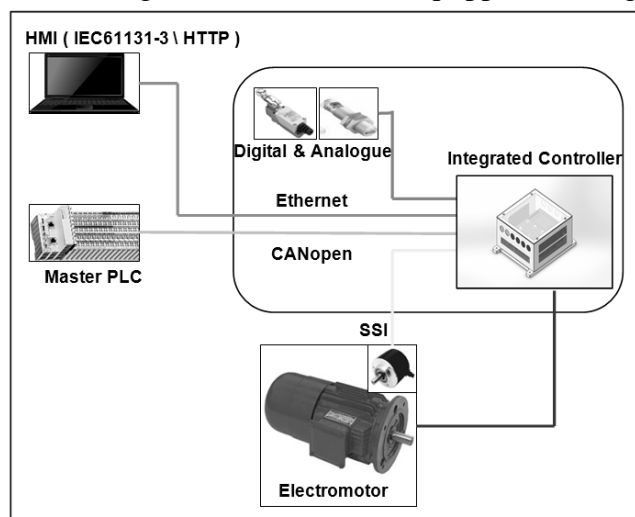 HMI ( IEC61131-3 \ HTTP )
Digital & Analogue
Integrated Controller
Ethernet
CANopen
Master PLC
SSI
Electromotor